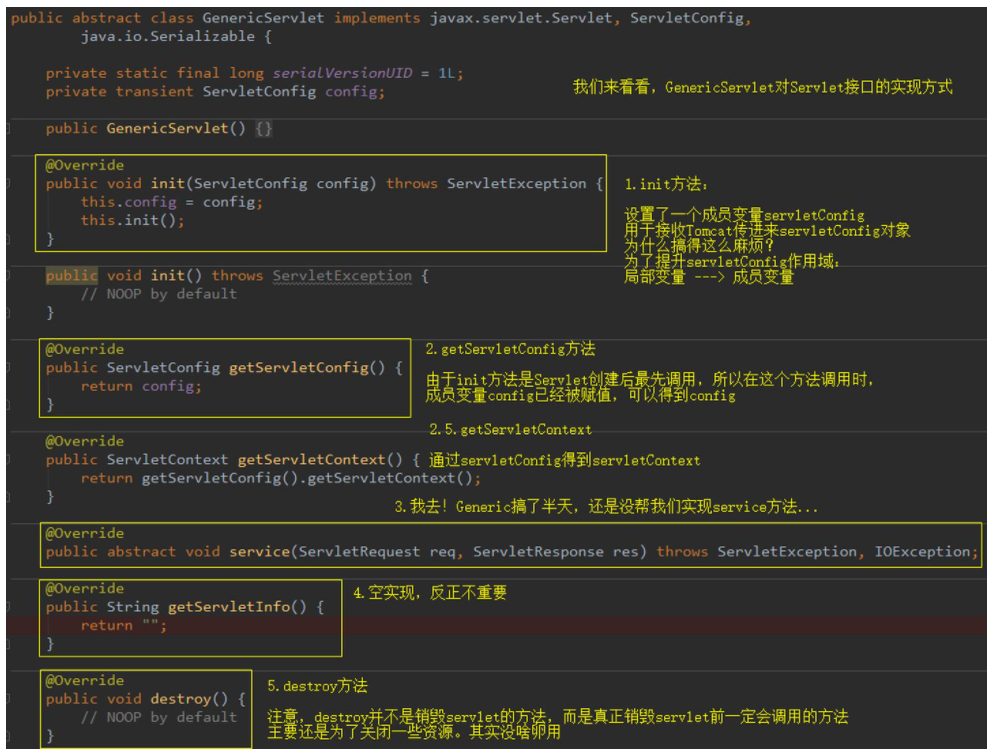 public abstract class GenericServlet implements javax.servlet.Servlet, ServletConfig,
java.io.Serializable {
private static final long serialVersionUID = 1L;
private transient ServletConfig config;
我们来看看，GenericServlet对Servlet接口的实现方式
public GenericServlet() {}
@Override
public void init(ServletConfig config) throws ServletException {
this.config = config;
this.init();
}
1.init方法：
设置了一个成员变量servletConfig
用于接收Tomcat传进来servletConfig对象
为什么搞得这么麻烦？
为了提升servletConfig作用域：
局部变量 ---> 成员变量
public void init() throws ServletException {
// NOOP by default
}
@Override
public ServletConfig getServletConfig() {
return config;
}
2.getServletConfig方法
由于init方法是Servlet创建后最先调用，所以在这个方法调用时，
成员变量config已经被赋值，可以得到config
2.5.getServletContext
@Override
public ServletContext getServletContext() { 通过servletConfig得到servletContext
return getServletConfig().getServletContext();
}
3.我去！Generic搞了半天，还是没帮我们实现service方法...
@Override
public abstract void service(ServletRequest req, ServletResponse res) throws ServletException, IOException;
@Override
public String getServletInfo() {
return "";
}
4.空实现，反正不重要
@Override
public void destroy() {
// NOOP by default
}
5.destroy方法
注意，destroy并不是销毁servlet的方法，而是真正销毁servlet前一定会调用的方法
主要还是为了关闭一些资源。其实没啥卵用